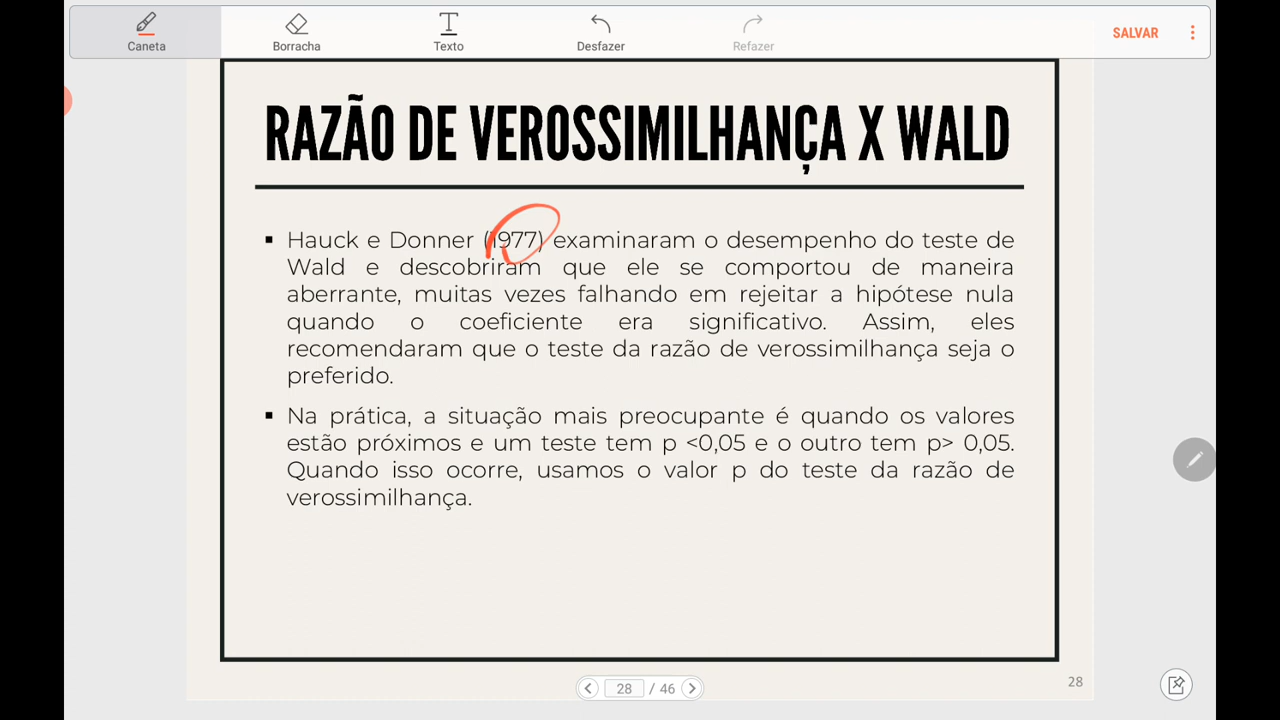 Caneta
Borracha
Texto
Desfazer
Refazer
SALVAR
RAZÃO DE VEROSSIMILHANÇA X WALD
▪ Hauck e Donner (1977) examinaram o desempenho do teste de
Wald e descobriram que ele se comportou de maneira
aberrante, muitas vezes falhando em rejeitar a hipótese nula
quando o coeficiente era significativo. Assim, eles
recomendaram que o teste da razão de verossimilhança seja o
preferido.
▪ Na prática, a situação mais preocupante é quando os valores
estão próximos e um teste tem p <0,05 e o outro tem p> 0,05.
Quando isso ocorre, usamos o valor p do teste da razão de
verossimilhança.
28
28 / 46